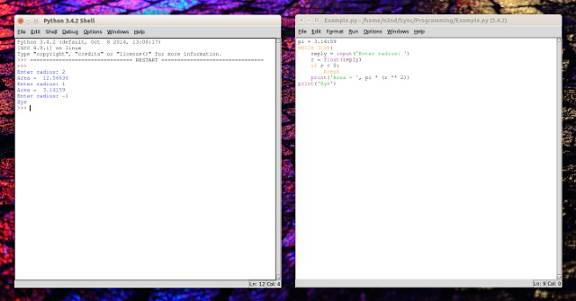 Python 3.4.2 Shell
File Edit Shell Debug Options Windows Help
Python 3.4.2 (default, Oct 8 2014, 13:08:17)
[GCC 4.9.1] on linux
Type "copyright", "credits" or "license()" for more information.
>>> ================================ RESTART ================================
>>>
Enter radius: 2
Area = 12.56636
Enter radius: 1
Area = 3.14159
Enter radius: -1
Bye
>>>
Ln: 12 Col: 4
Example.py - /home/ /Sync/Programming/Example.py (3.4.2)
File Edit Format Run Options Windows Help
pi = 3.14159
while True:
reply = input('Enter radius: ')
r = float(reply)
if r < 0:
break
print('Area = ', pi * (r ** 2))
print('Bye')
Ln: 9 Col: 0